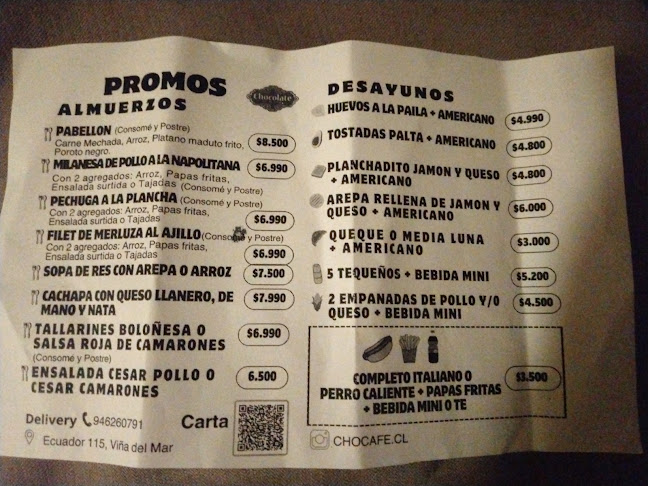 PROMOS
Chocolate
ALMUERZOS
PABELLON (Consomé y Postre)
Carne Mechada, Arroz, Platano maduto frito,
Poroto negro.
$8.500
MILANESA DE POLLO A LA NAPOLITANA
Con 2 agregados: Arroz, Papas fritas,
Ensalada surtida o Tajadas (Consomé y Postre)
$6.990
PECHUGA A LA PLANCHA (Consomé y Postre)
Con 2 agregados: Arroz, Papas fritas,
Ensalada surtida o Tajadas
$6.990
FILET DE MERLUZA AL AJILLO (Consomé y Postre)
Con 2 agregados: Arroz, Papas fritas,
Ensalada surtida o Tajadas
$6.990
SOPA DE RES CON AREPA O ARROZ
$7.500
CACHAPA CON QUESO LLANERO, DE
MANO Y NATA
$7.990
TALLARINES BOLOÑESA O
SALSA ROJA DE CAMARONES
(Consomé y Postre)
$6.990
ENSALADA CESAR POLLO O
CESAR CAMARONES
6.500
Delivery 946260791
Carta
Ecuador 115, Viña del Mar
DESAYUNOS
HUEVOS A LA PAILA + AMERICANO
$4.990
TOSTADAS PALTA + AMERICANO
$4.800
PLANCHADITO JAMON Y QUESO
+ AMERICANO
$4.800
AREPA RELLENA DE JAMON Y
QUESO + AMERICANO
$6.000
QUEQUE O MEDIA LUNA
+ AMERICANO
$3.000
5 TEQUEÑOS + BEBIDA MINI
$5.200
2 EMPANADAS DE POLLO Y/O
QUESO + BEBIDA MINI
$4.500
COMPLETO ITALIANO O
PERRO CALIENTE + PAPAS FRITAS
+ BEBIDA MINI O TE
$3.500
CHOCAFE.CL